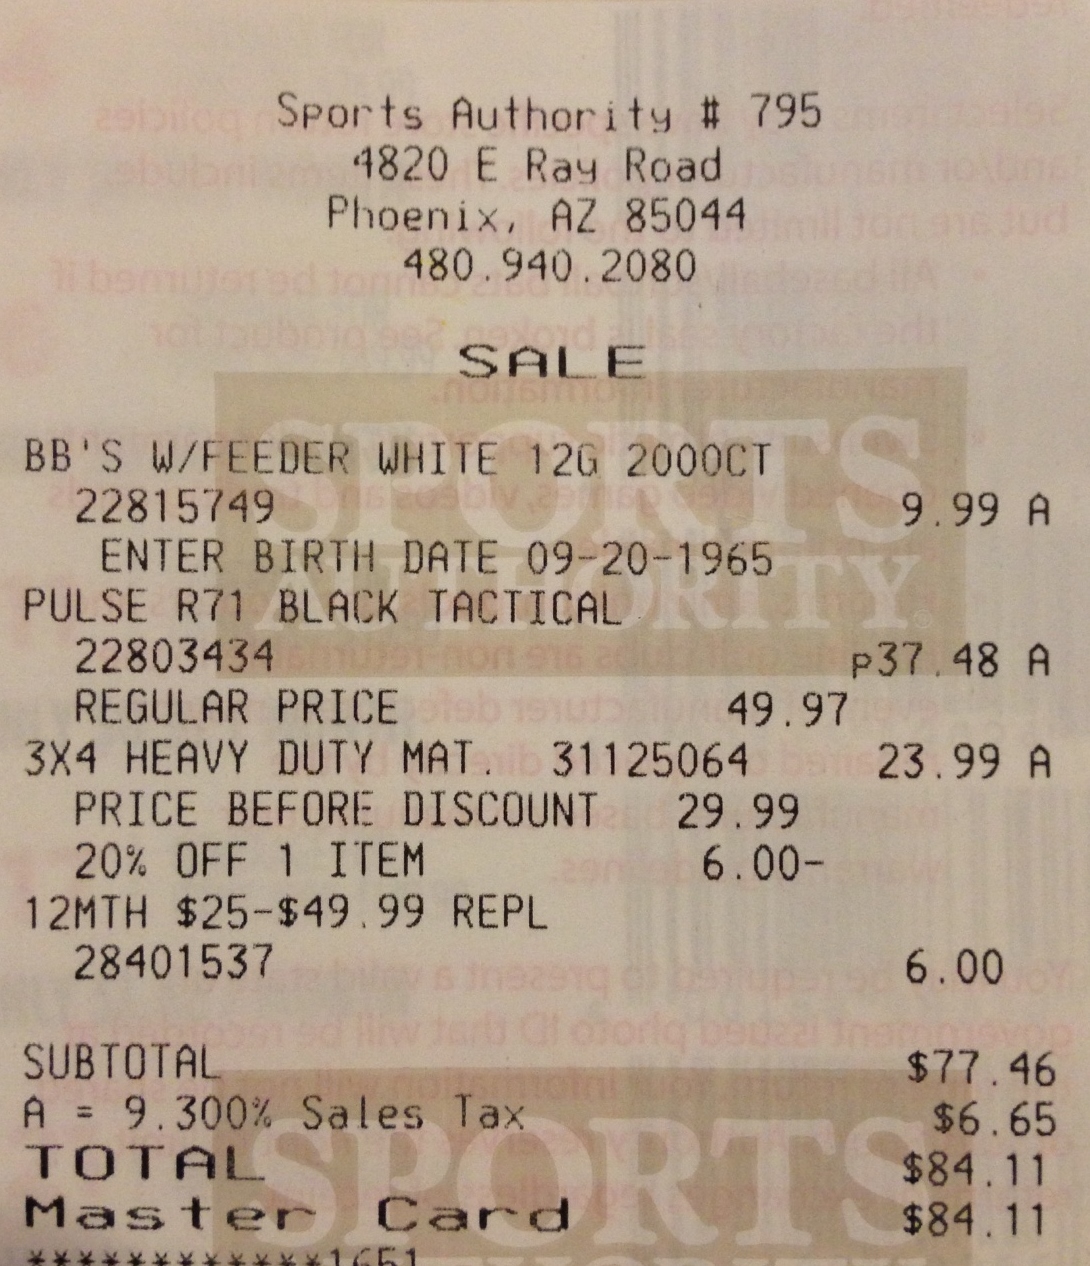 Sports Authority # 795
4820 E Ray Road
Phoenix, AZ 85044
480.940.2080
SALE
BB'S W/FEEDER WHITE 12G 2000CT
22815749 9.99 A
ENTER BIRTH DATE 09-20-1965
PULSE R71 BLACK TACTICAL
22803434 p37.48 A
REGULAR PRICE 49.97
3X4 HEAVY DUTY MAT. 31125064 23.99 A
PRICE BEFORE DISCOUNT 29.99
20% OFF 1 ITEM 6.00-
12MTH $25-$49.99 REPL
28401537 6.00
SUBTOTAL $77.46
A = 9.300% Sales Tax $6.65
TOTAL $84.11
Master Card $84.11
************1651
SPORTS
AUTHORITY
SPORTS
AUTHORITY